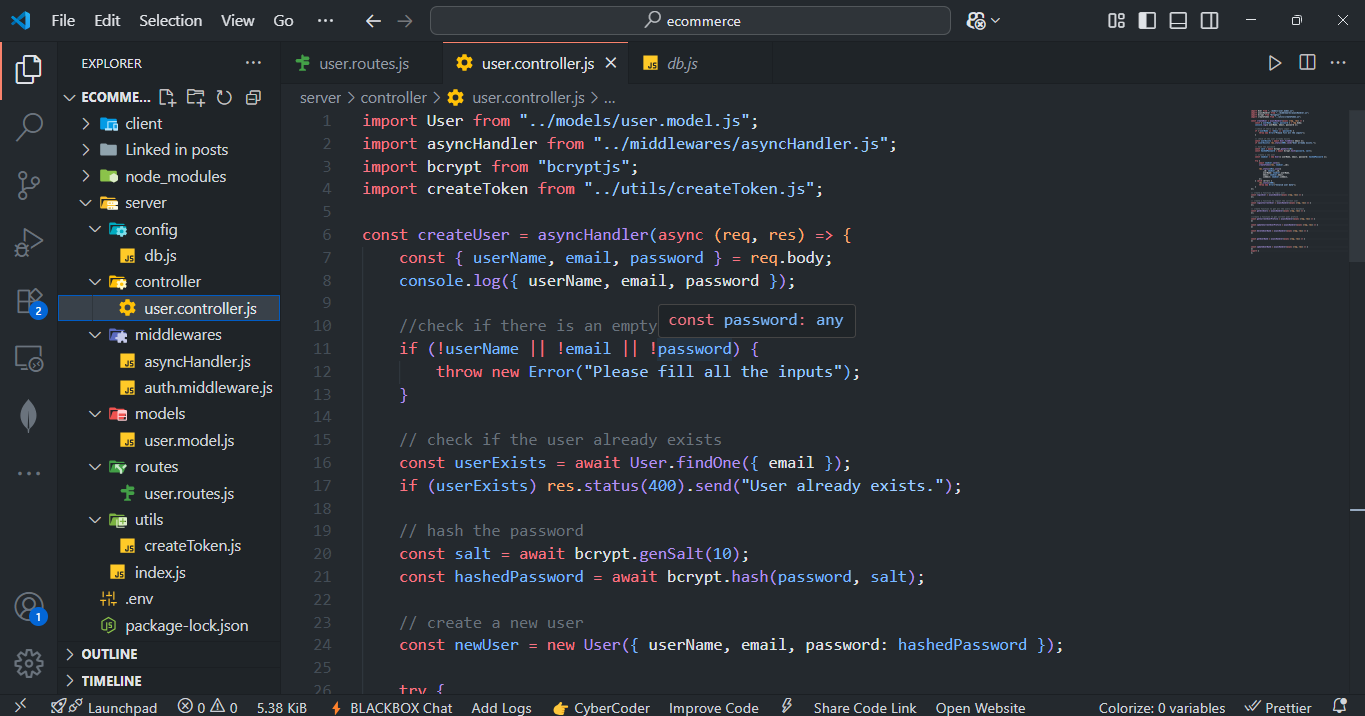 File Edit Selection View Go ··· ecommerce
EXPLORER ···
ECOMME...
client
Linked in posts
node_modules
server
config
db.js
controller
user.controller.js
middlewares
asyncHandler.js
auth.middleware.js
models
user.model.js
routes
user.routes.js
utils
createToken.js
index.js
.env
package-lock.json
OUTLINE
TIMELINE
2
1
user.routes.js user.controller.js db.js
server > controller > user.controller.js > ...
1 import User from "../models/user.model.js";
2 import asyncHandler from "../middlewares/asyncHandler.js";
3 import bcrypt from "bcryptjs";
4 import createToken from "../utils/createToken.js";
5
6 const createUser = asyncHandler(async (req, res) => {
7 const { userName, email, password } = req.body;
8 console.log({ userName, email, password });
9
const password: any
10 //check if there is an empty
11 if (!userName || !email || !password) {
12 throw new Error("Please fill all the inputs");
13 }
14
15 // check if the user already exists
16 const userExists = await User.findOne({ email });
17 if (userExists) res.status(400).send("User already exists.");
18
19 // hash the password
20 const salt = await bcrypt.genSalt(10);
21 const hashedPassword = await bcrypt.hash(password, salt);
22
23 // create a new user
24 const newUser = new User({ userName, email, password: hashedPassword });
25
26 try {
Launchpad 0 0 5.38 KiB BLACKBOX Chat Add Logs CyberCoder Improve Code Share Code Link Open Website Colorize: 0 variables Prettier